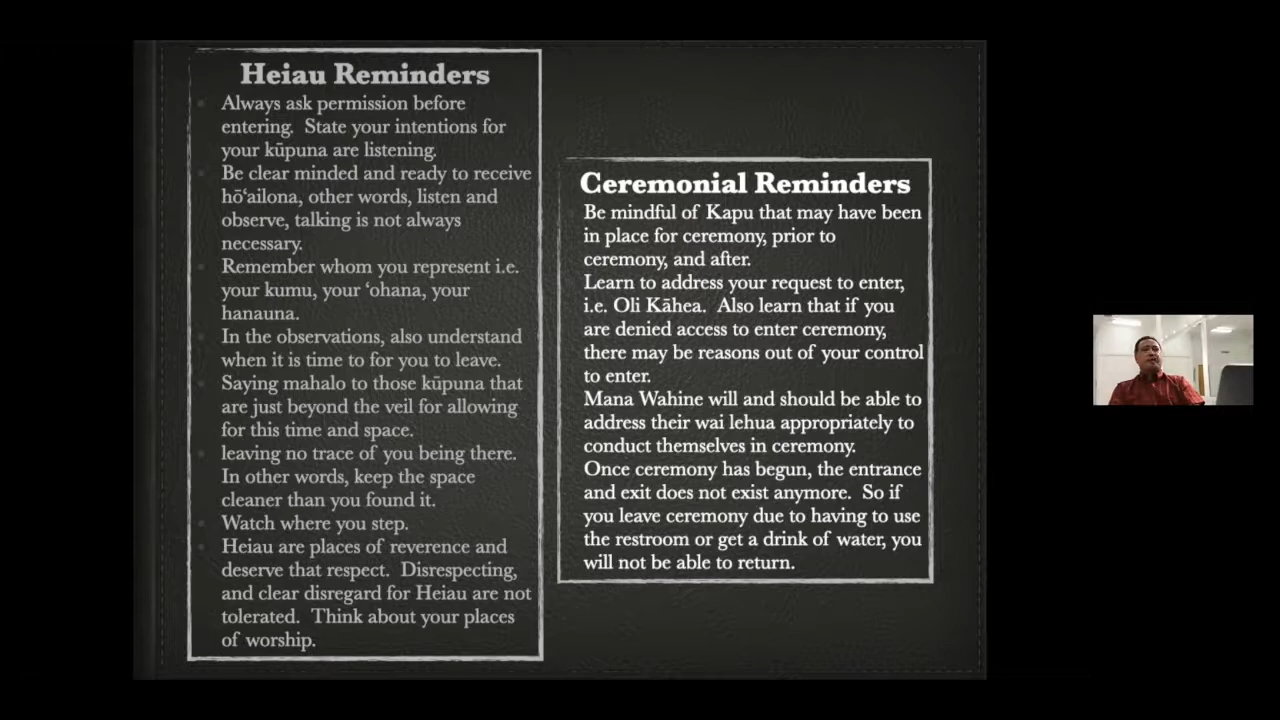 Heiau Reminders
Always ask permission before
entering. State your intentions for
your kūpuna are listening.
Be clear minded and ready to receive
hōʻailona, other words, listen and
observe, talking is not always
necessary.
Remember whom you represent i.e.
your kumu, your ʻohana, your
hanauna.
In the observations, also understand
when it is time to for you to leave.
Saying mahalo to those kūpuna that
are just beyond the veil for allowing
for this time and space.
leaving no trace of you being there.
In other words, keep the space
cleaner than you found it.
Watch where you step.
Heiau are places of reverence and
deserve that respect. Disrespecting,
and clear disregard for Heiau are not
tolerated. Think about your places
of worship.
Ceremonial Reminders
Be mindful of Kapu that may have been
in place for ceremony, prior to
ceremony, and after.
Learn to address your request to enter,
i.e. Oli Kāhea. Also learn that if you
are denied access to enter ceremony,
there may be reasons out of your control
to enter.
Mana Wahine will and should be able to
address their wai lehua appropriately to
conduct themselves in ceremony.
Once ceremony has begun, the entrance
and exit does not exist anymore. So if
you leave ceremony due to having to use
the restroom or get a drink of water, you
will not be able to return.